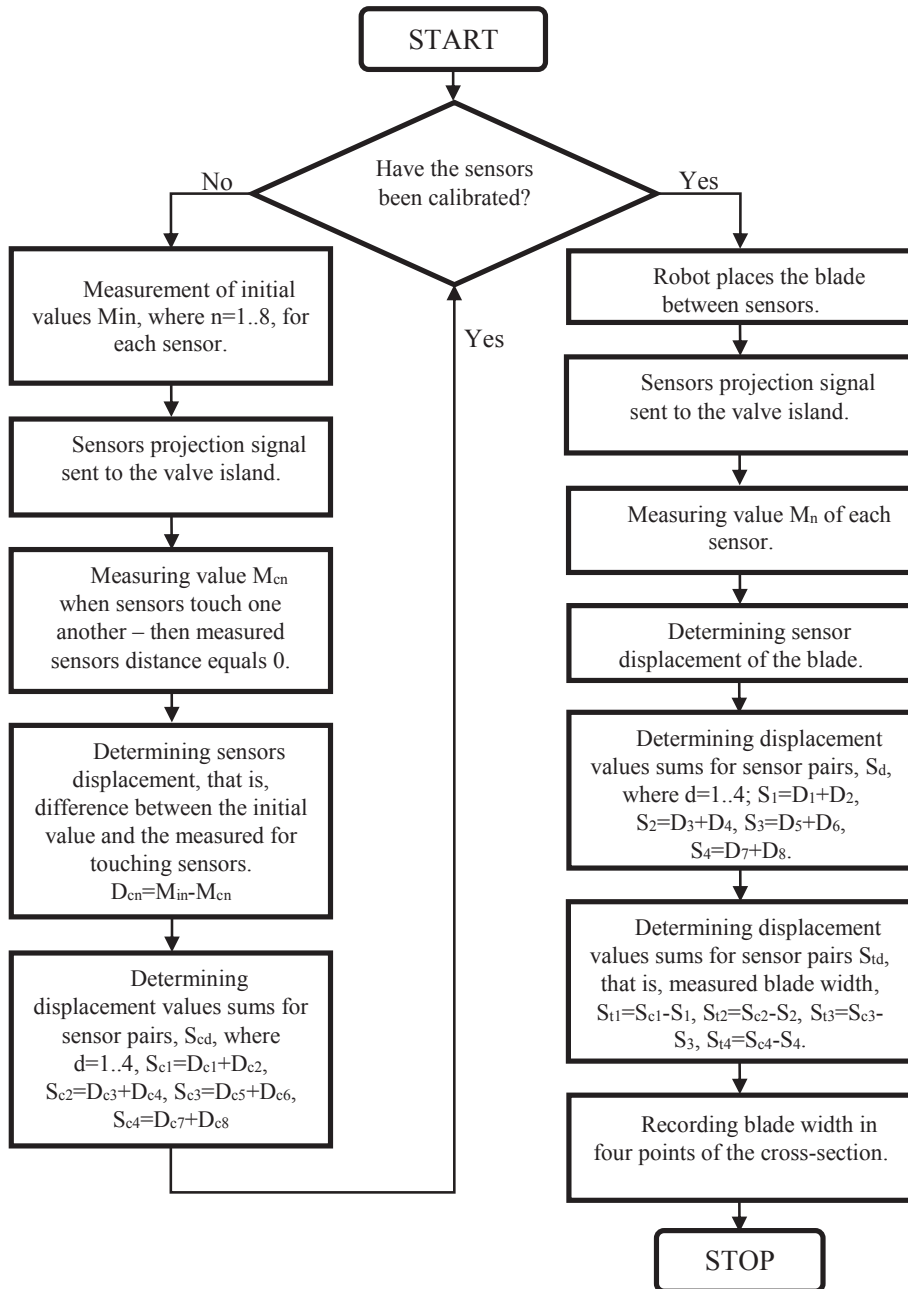 START
Have the sensors
been calibrated?
No
Yes
Measurement of initial
values Min, where n=1..8, for
each sensor.
Sensors projection signal
sent to the valve island.
Measuring value Mcn
when sensors touch one
another – then measured
sensors distance equals 0.
Determining sensors
displacement, that is,
difference between the initial
value and the measured for
touching sensors.
Dcn=Min-Mcn
Determining
displacement values sums for
sensor pairs, Scd, where
d=1..4, Sc1=Dc1+Dc2,
Sc2=Dc3+Dc4, Sc3=Dc5+Dc6,
Sc4=Dc7+Dc8
Yes
Robot places the blade
between sensors.
Sensors projection signal
sent to the valve island.
Measuring value Mn of each
sensor.
Determining sensor
displacement of the blade.
Determining displacement
values sums for sensor pairs, Sd,
where d=1..4; S1=D1+D2,
S2=D3+D4, S3=D5+D6,
S4=D7+D8.
Determining displacement
values sums for sensor pairs Std,
that is, measured blade width,
St1=Sc1-S1, St2=Sc2-S2, St3=Sc3-
S3, St4=Sc4-S4.
Recording blade width in
four points of the cross-section.
STOP